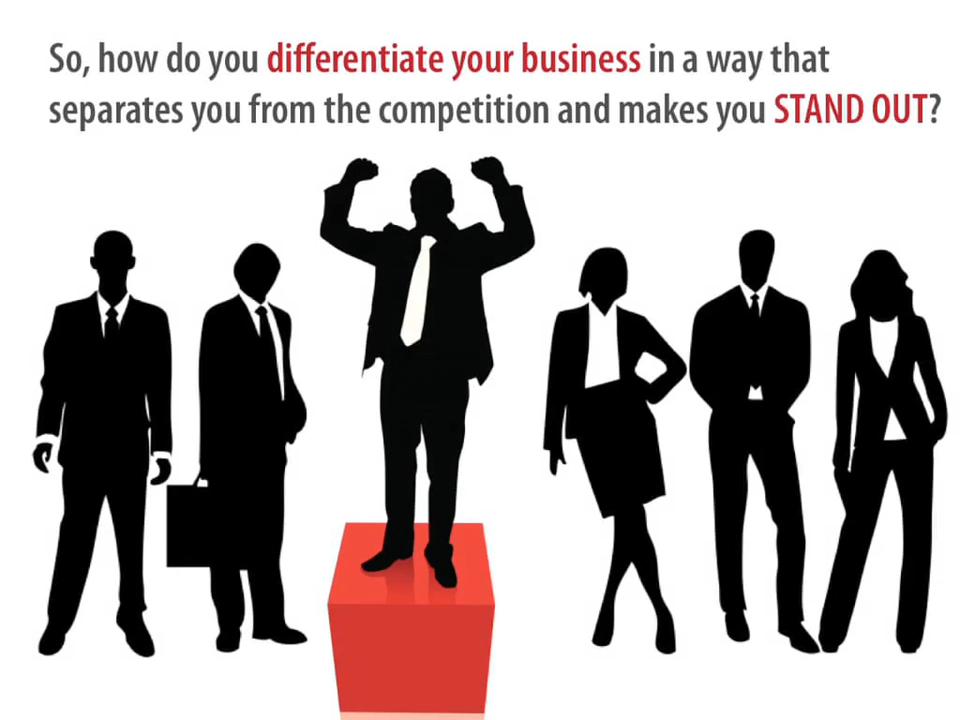 So, how do you differentiate your business in a way that
separates you from the competition and makes you STAND OUT?